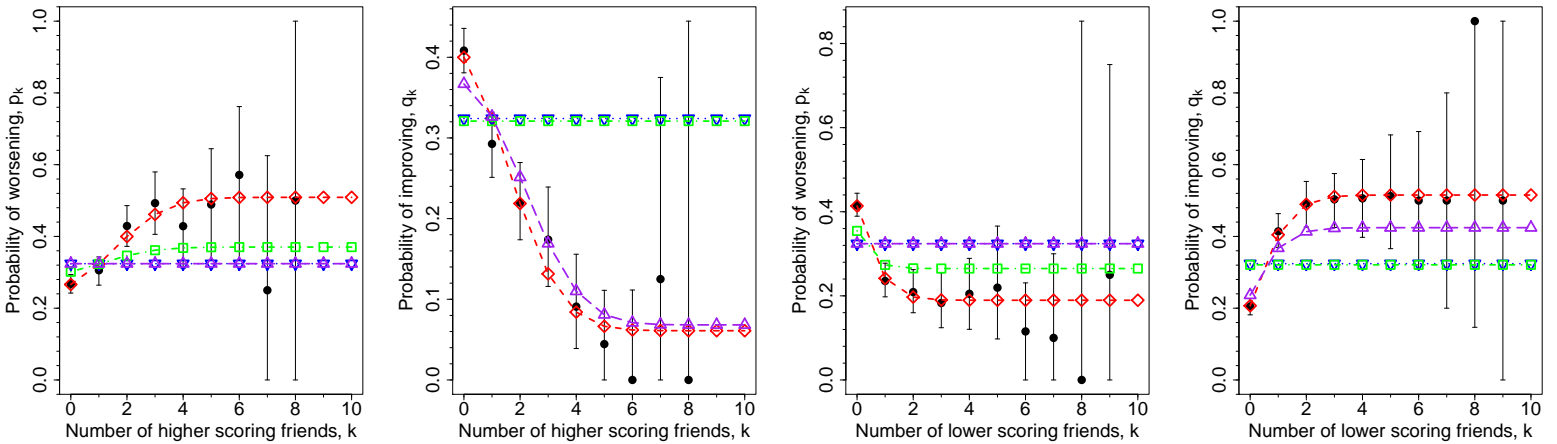 Probability of worsening, pk
0.0 0.2 0.4 0.6 0.8 1.0
0 2 4 6 8 10
Number of higher scoring friends, k
Probability of improving, qk
0.0 0.1 0.2 0.3 0.4
0 2 4 6 8 10
Number of higher scoring friends, k
Probability of worsening, pk
0.0 0.2 0.4 0.6 0.8
0 2 4 6 8 10
Number of lower scoring friends, k
Probability of improving, qk
0.0 0.2 0.4 0.6 0.8 1.0
0 2 4 6 8 10
Number of lower scoring friends, k